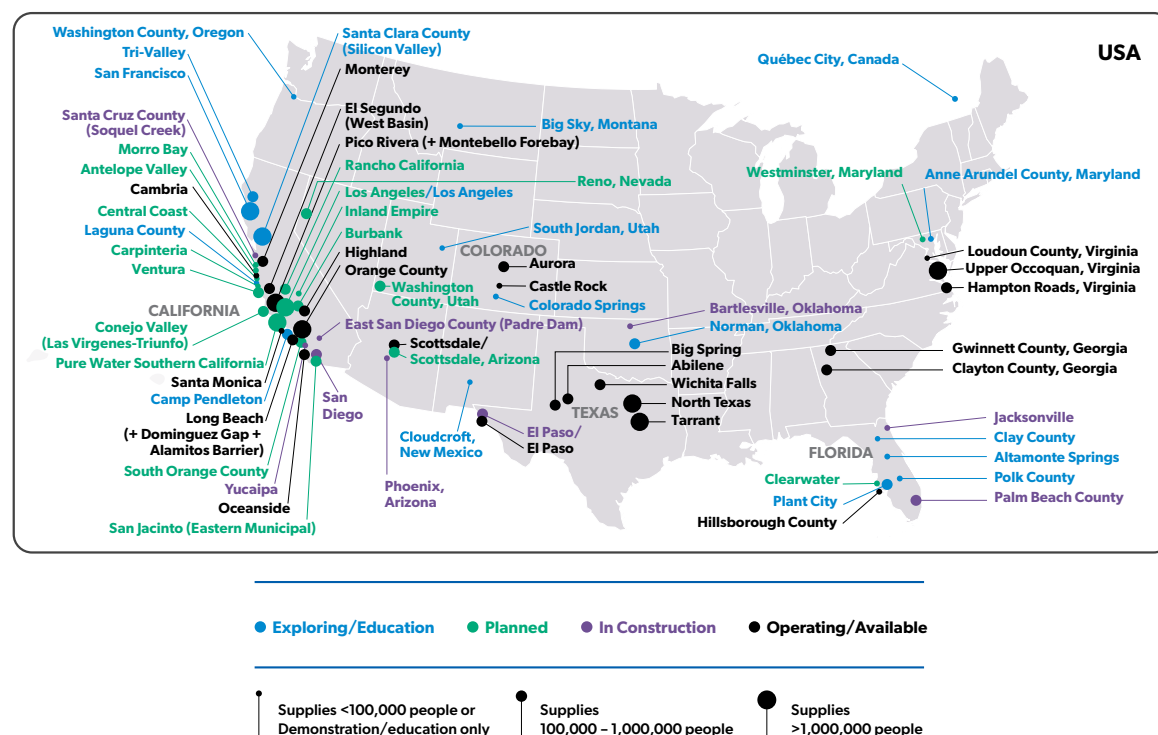 USA
Washington County, Oregon
Tri-Valley
San Francisco
Santa Cruz County
(Soquel Creek)
Morro Bay
Antelope Valley
Cambria
Central Coast
Laguna County
Carpinteria
Ventura
CALIFORNIA
Conejo Valley
(Las Virgenes-Triunfo)
Pure Water Southern California
Santa Monica
Camp Pendleton
Long Beach
(+ Dominguez Gap +
Alamitos Barrier)
South Orange County
Yucaipa
Oceanside
San Jacinto (Eastern Municipal)
Santa Clara County
(Silicon Valley)
Monterey
El Segundo
(West Basin)
Pico Rivera (+ Montebello Forebay)
Rancho California
Los Angeles/Los Angeles
Inland Empire
Burbank
Highland
Orange County
East San Diego County (Padre Dam)
San
Diego
Reno, Nevada
Big Sky, Montana
South Jordan, Utah
COLORADO
Aurora
Castle Rock
Colorado Springs
Washington
County, Utah
Scottsdale/
Scottsdale, Arizona
Phoenix,
Arizona
Cloudcroft,
New Mexico
El Paso/
El Paso
Bartlesville, Oklahoma
Norman, Oklahoma
Big Spring
Abilene
Wichita Falls
TEXAS
North Texas
Tarrant
Québec City, Canada
Westminster, Maryland
Anne Arundel County, Maryland
Loudoun County, Virginia
Upper Occoquan, Virginia
Hampton Roads, Virginia
Gwinnett County, Georgia
Clayton County, Georgia
Jacksonville
Clay County
FLORIDA
Altamonte Springs
Clearwater
Polk County
Plant City
Palm Beach County
Hillsborough County
Exploring/Education
Planned
In Construction
Operating/Available
Supplies <100,000 people or
Demonstration/education only
Supplies
100,000 – 1,000,000 people
Supplies
>1,000,000 people